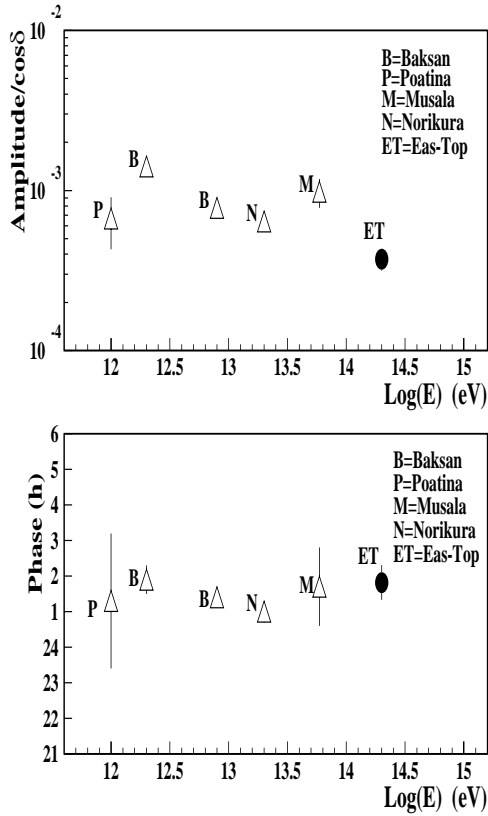 Amplitude/cosδ
10^-2
10^-3
10^-4
B=Baksan
P=Poatina
M=Musala
N=Norikura
ET=Eas-Top
P
B
B
N
M
ET
12 12.5 13 13.5 14 14.5 15
Log(E) (eV)
Phase (h)
6
5
4
3
2
1
24
23
22
21
B=Baksan
P=Poatina
M=Musala
N=Norikura
ET=Eas-Top
P
B
B
N
M
ET
12 12.5 13 13.5 14 14.5 15
Log(E) (eV)